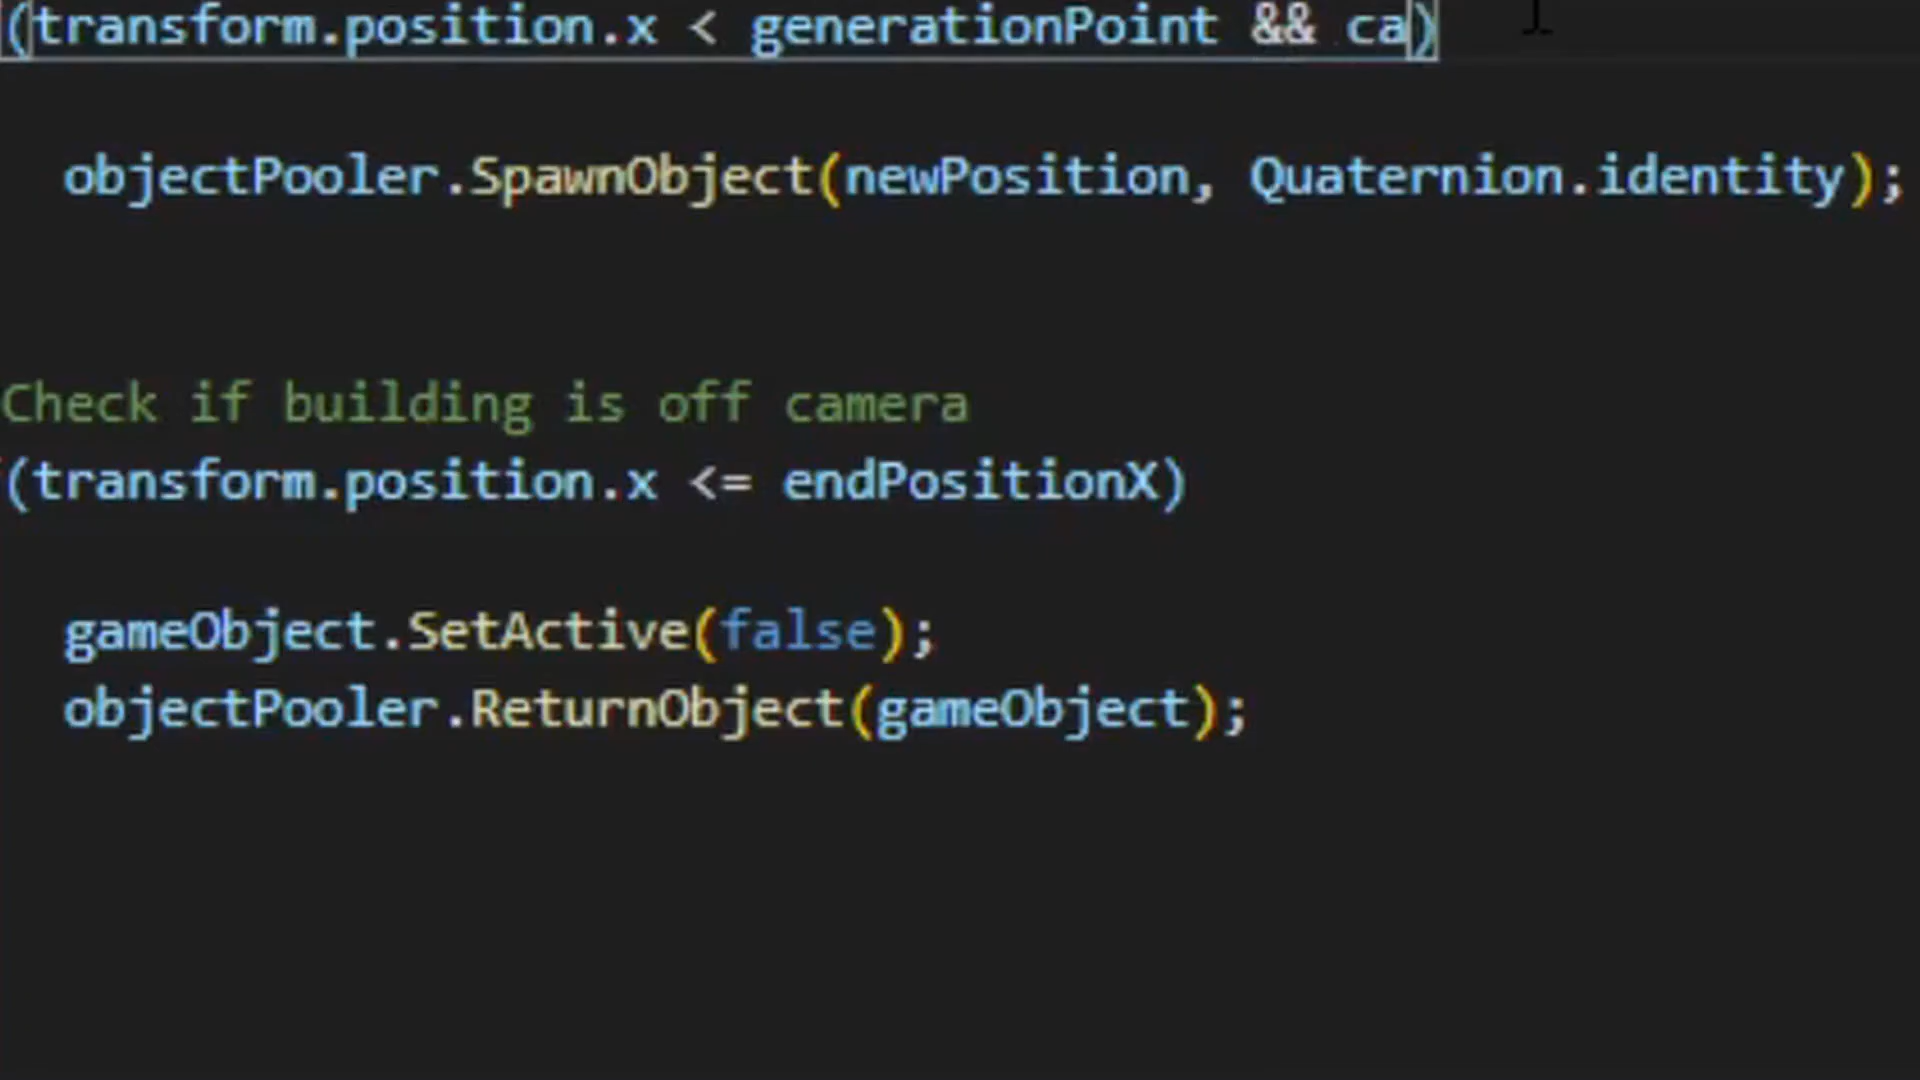 (transform.position.x < generationPoint && ca)
objectPooler.SpawnObject(newPosition, Quaternion.identity);
Check if building is off camera
(transform.position.x <= endPositionX)
gameObject.SetActive(false);
objectPooler.ReturnObject(gameObject);